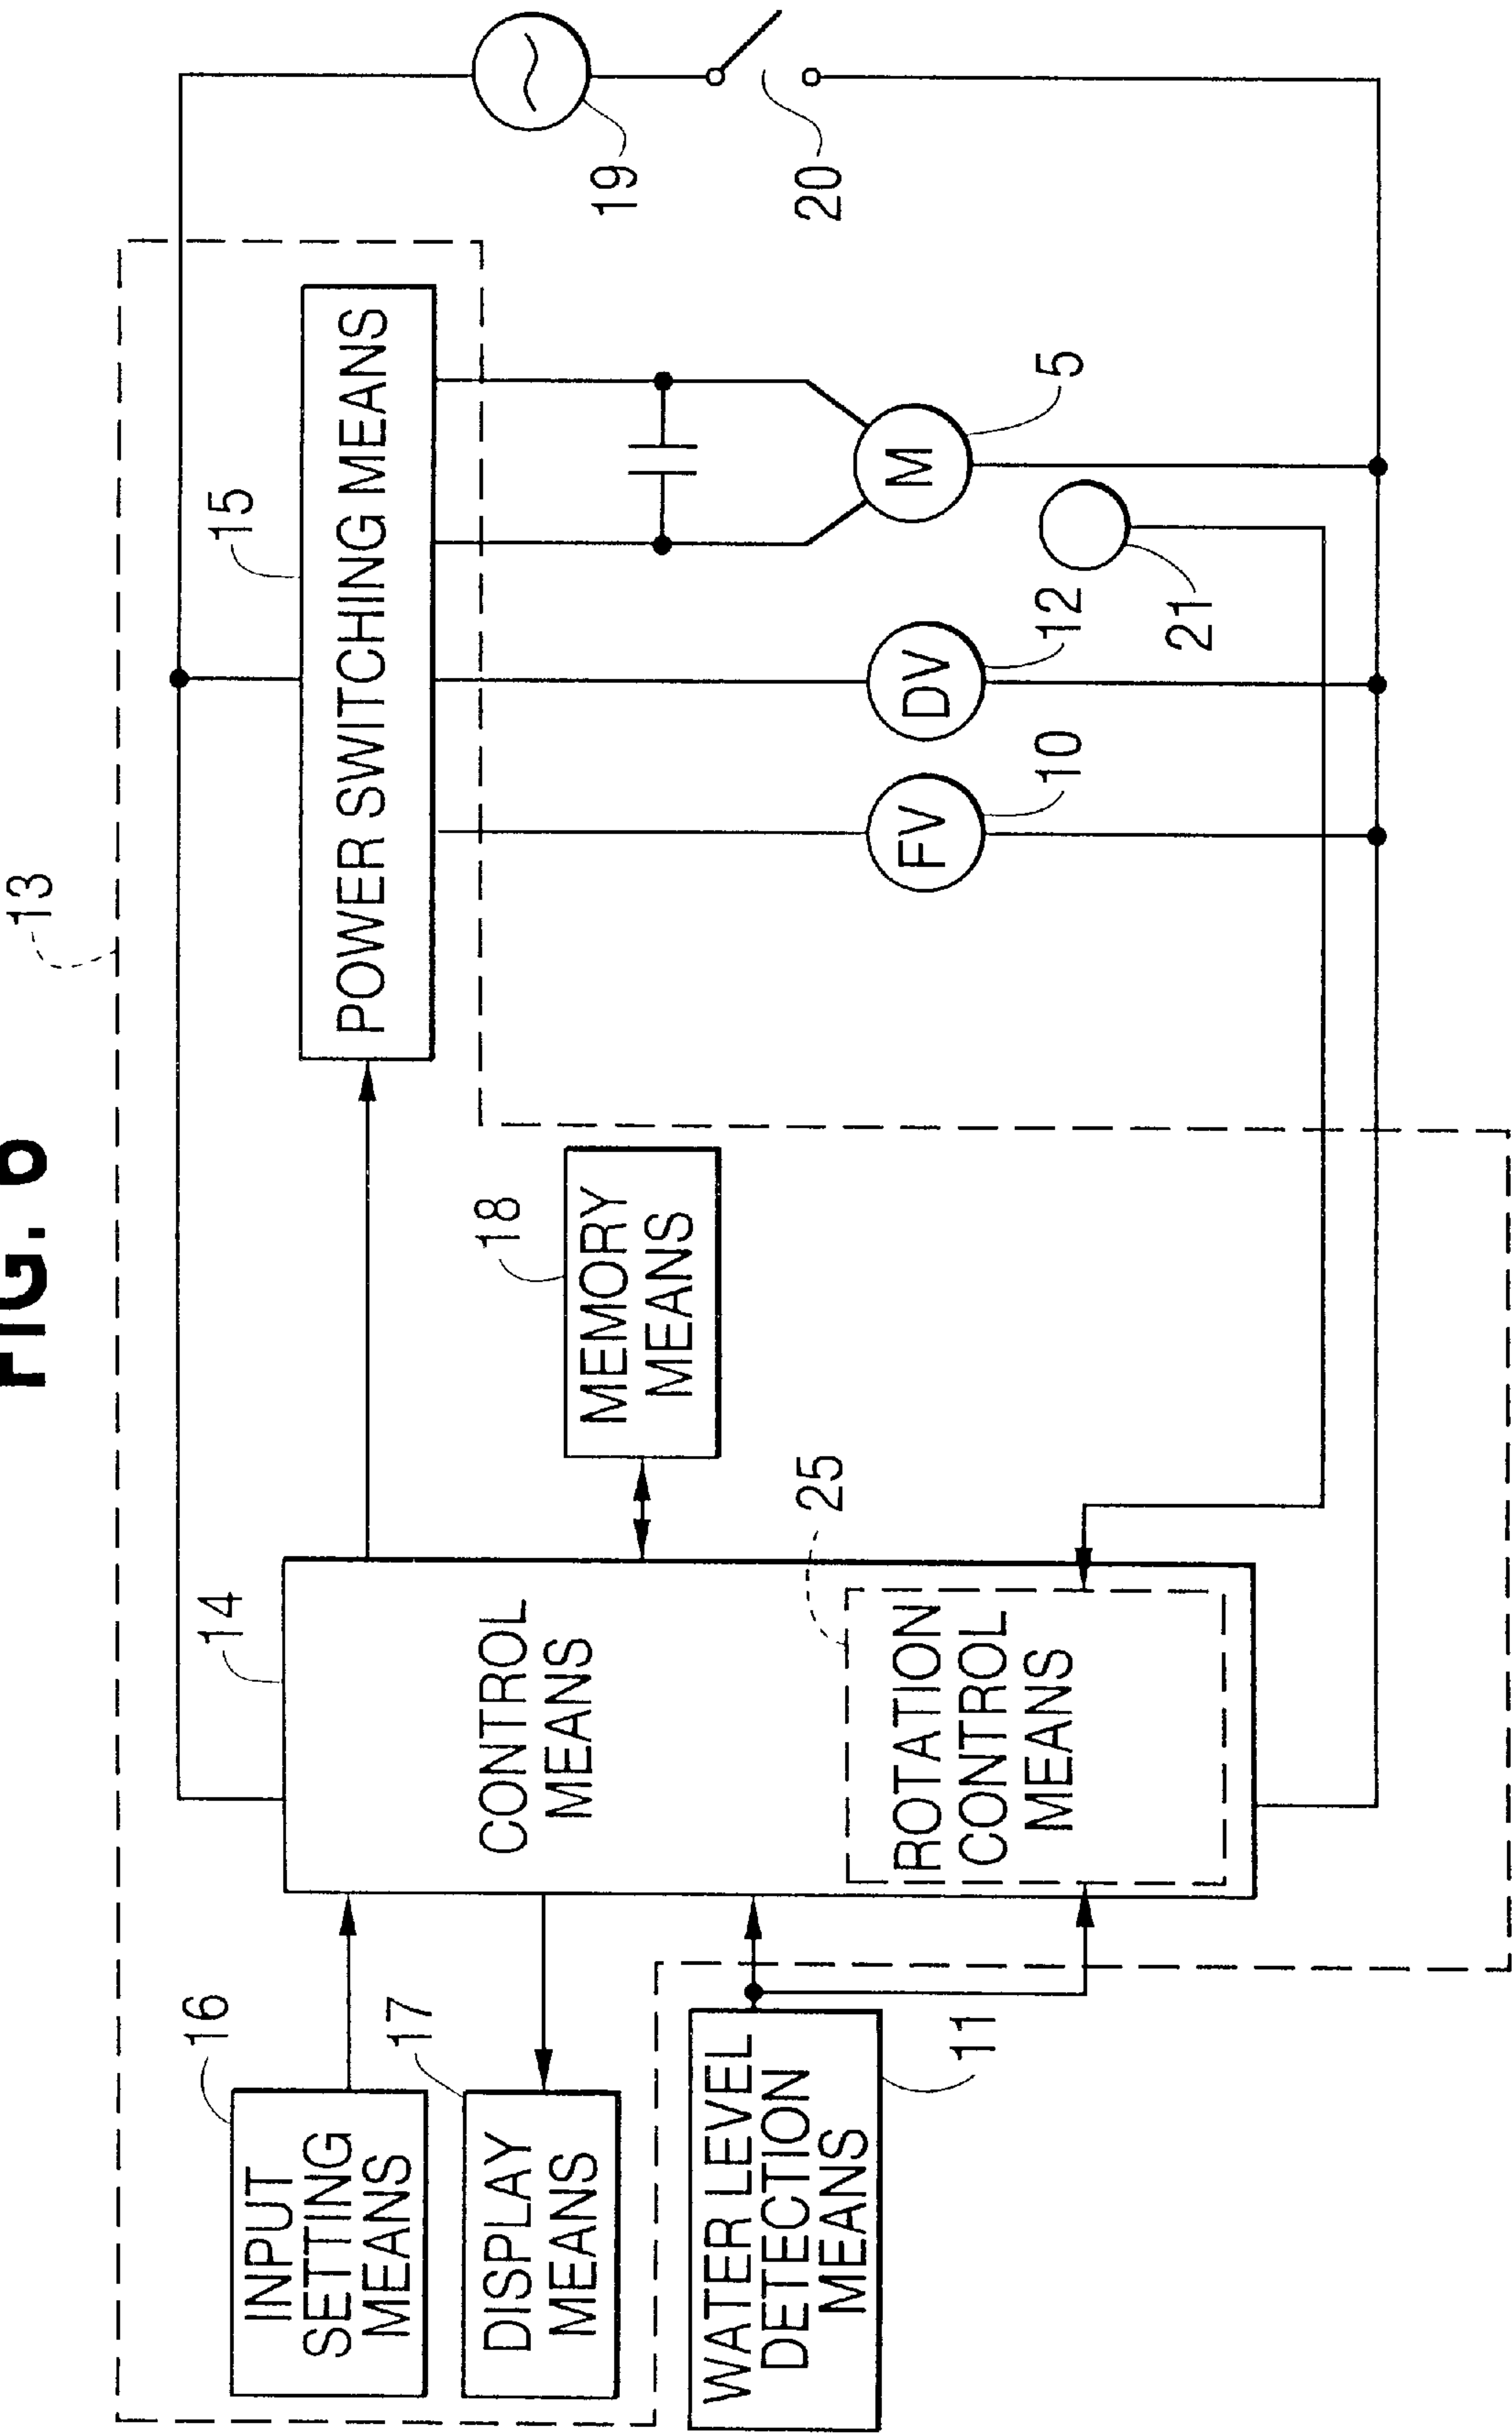 FIG. 6
13
16
14
15
INPUT
SETTING
MEANS
POWER SWITCHING MEANS
17
DISPLAY
MEANS
CONTROL
MEANS
18
MEMORY
MEANS
19
20
WATER LEVEL
DETECTION
MEANS
11
25
ROTATION
CONTROL
MEANS
FV
10
DV
12
M
5
21